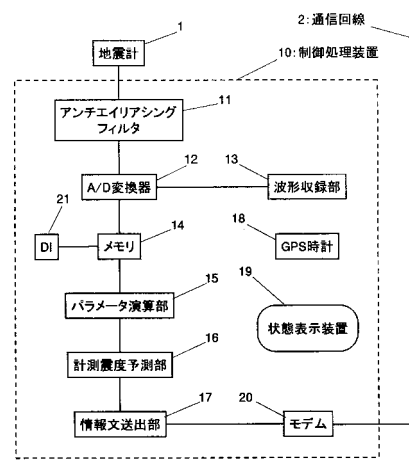 1
地震計
2:通信回線
10:制御処理装置
アンチエイリアシング
フィルタ
11
A/D変換器
12
波形収録部
13
21
DI
メモリ
14
GPS時計
18
パラメータ演算部
15
19
状態表示装置
計測震度予測部
16
情報文送出部
17
モデム
20